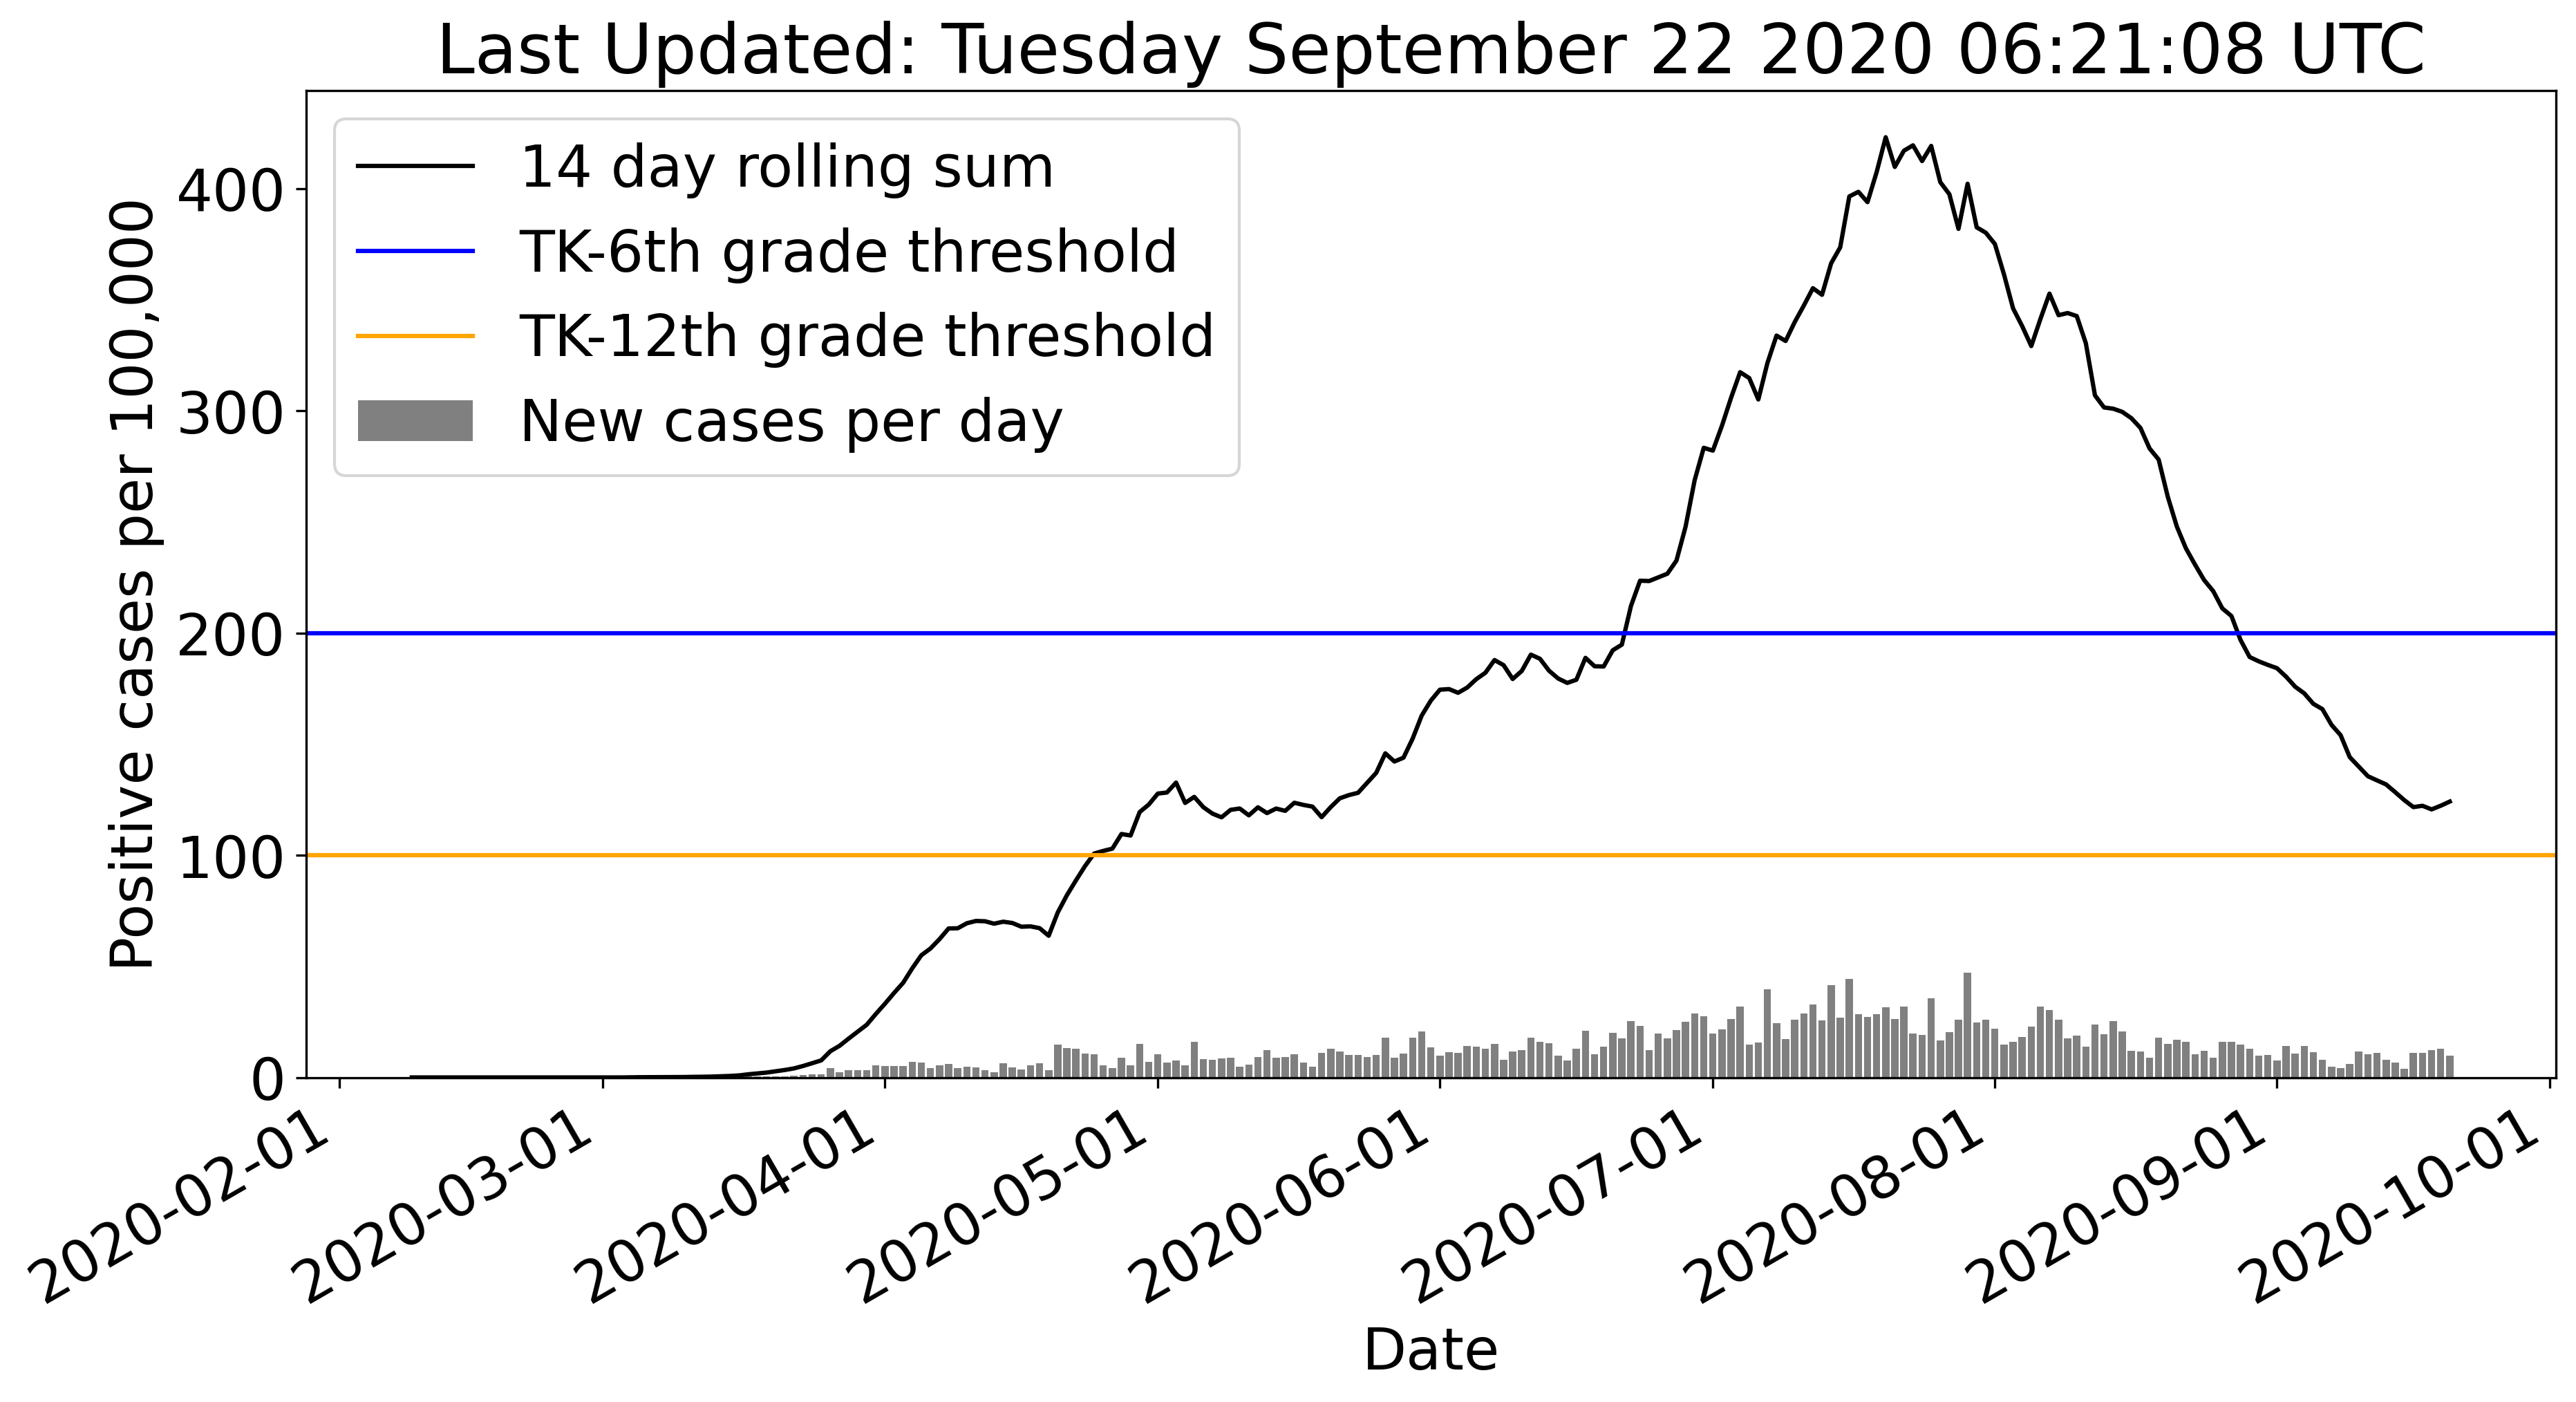 Last Updated: Tuesday September 22 2020 06:21:08 UTC
14 day rolling sum
TK-6th grade threshold
TK-12th grade threshold
New cases per day
Positive cases per 100,000
400
300
200
100
0
2020-02-01
2020-03-01
2020-04-01
2020-05-01
2020-06-01
2020-07-01
2020-08-01
2020-09-01
2020-10-01
Date